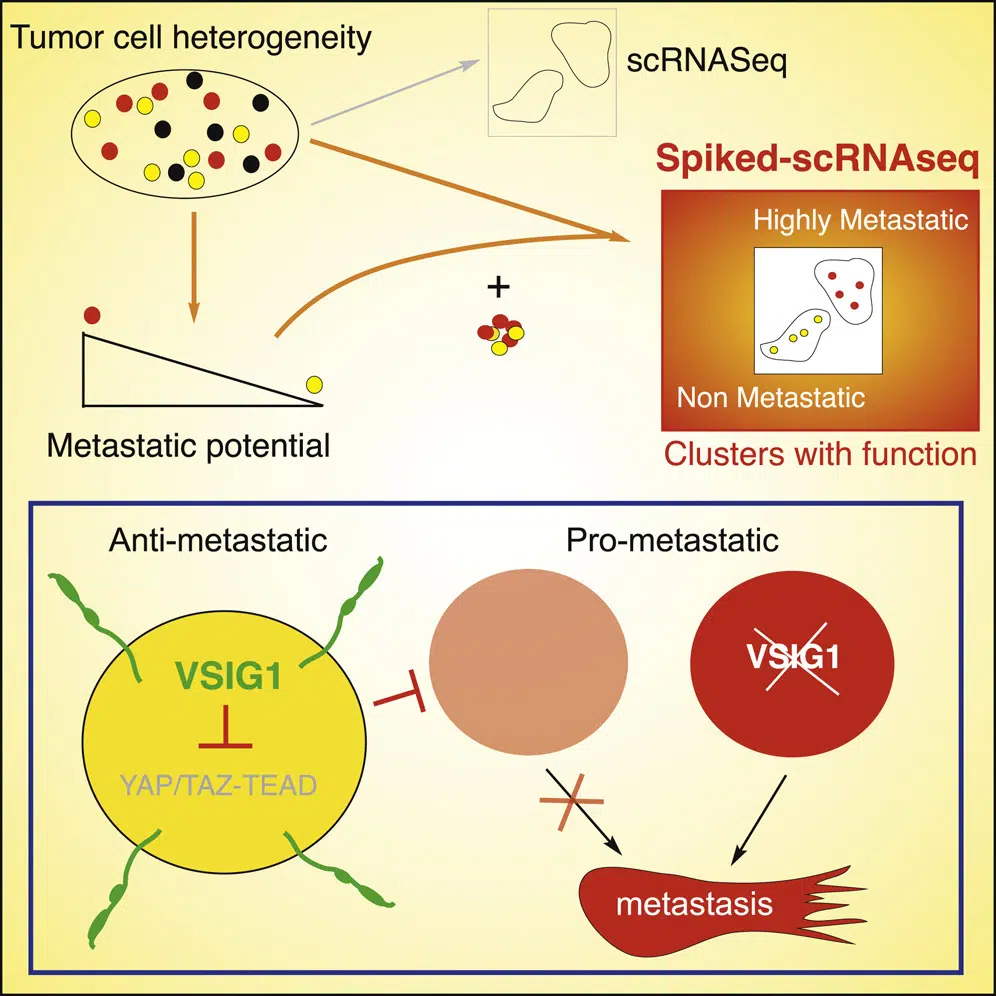 Tumor cell heterogeneity
scRNASeq
Spiked-scRNAseq
Highly Metastatic
+
Non Metastatic
Metastatic potential
Clusters with function
Anti-metastatic
Pro-metastatic
VSIG1
VSIG1
YAP/TAZ-TEAD
metastasis